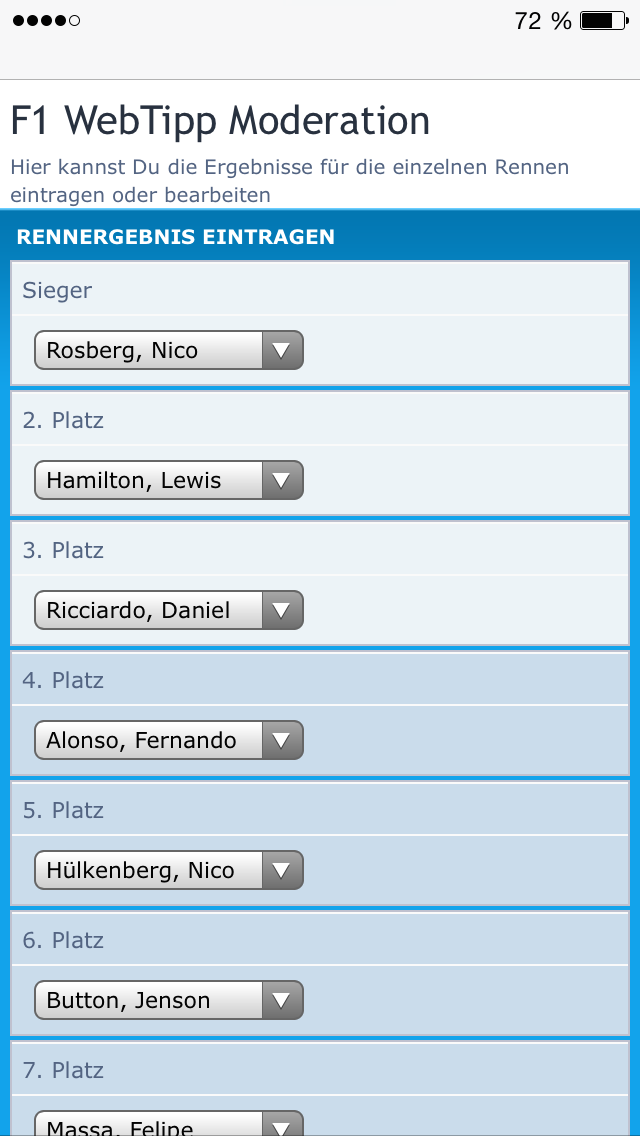 72 %
F1 WebTipp Moderation
Hier kannst Du die Ergebnisse für die einzelnen Rennen
eintragen oder bearbeiten
RENNERGEBNIS EINTRAGEN
Sieger
Rosberg, Nico
2. Platz
Hamilton, Lewis
3. Platz
Ricciardo, Daniel
4. Platz
Alonso, Fernando
5. Platz
Hülkenberg, Nico
6. Platz
Button, Jenson
7. Platz
Massa, Felipe